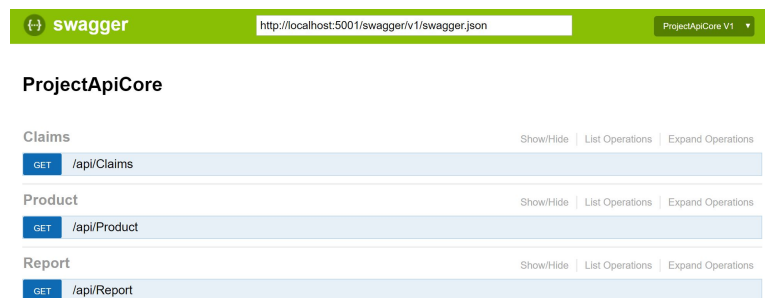 {···} swagger http://localhost:5001/swagger/v1/swagger.json ProjectApiCore V1
ProjectApiCore
Claims Show/Hide List Operations Expand Operations
GET /api/Claims
Product Show/Hide List Operations Expand Operations
GET /api/Product
Report Show/Hide List Operations Expand Operations
GET /api/Report